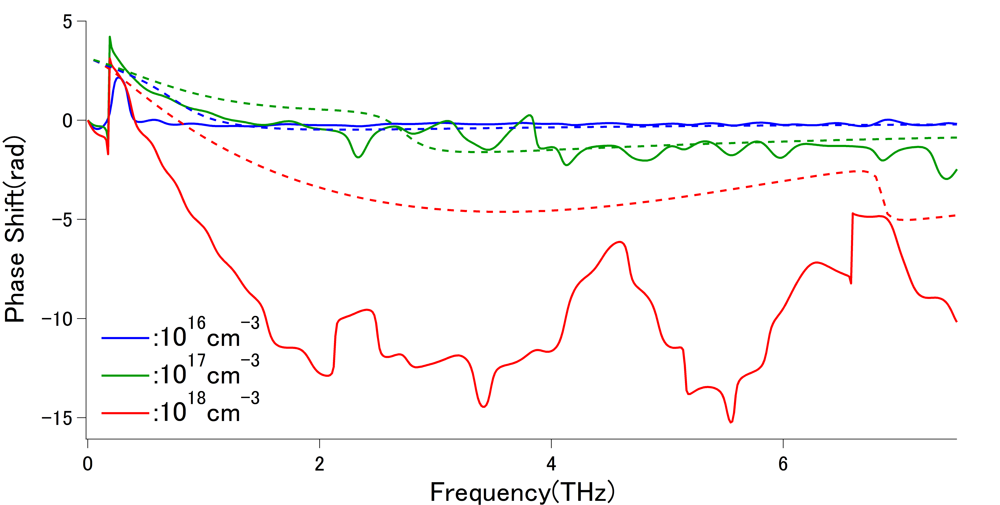 5
0
−5
−10
−15
Phase Shift(rad)
:10¹⁶cm⁻³
:10¹⁷cm⁻³
:10¹⁸cm⁻³
0 2 4 6
Frequency(THz)